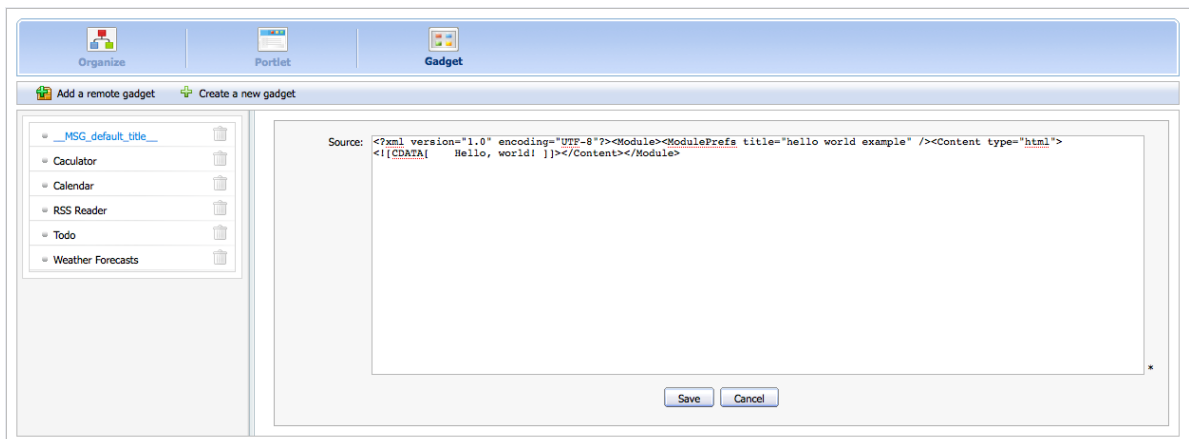 Organize
Portlet
Gadget
Add a remote gadget
Create a new gadget
__MSG_default_title__
Caculator
Calendar
RSS Reader
Todo
Weather Forecasts
Source:
<?xml version="1.0" encoding="UTF-8"?><Module><ModulePrefs title="hello world example" /><Content type="html">
<![CDATA[    Hello, world! ]]></Content></Module>
*
Save
Cancel